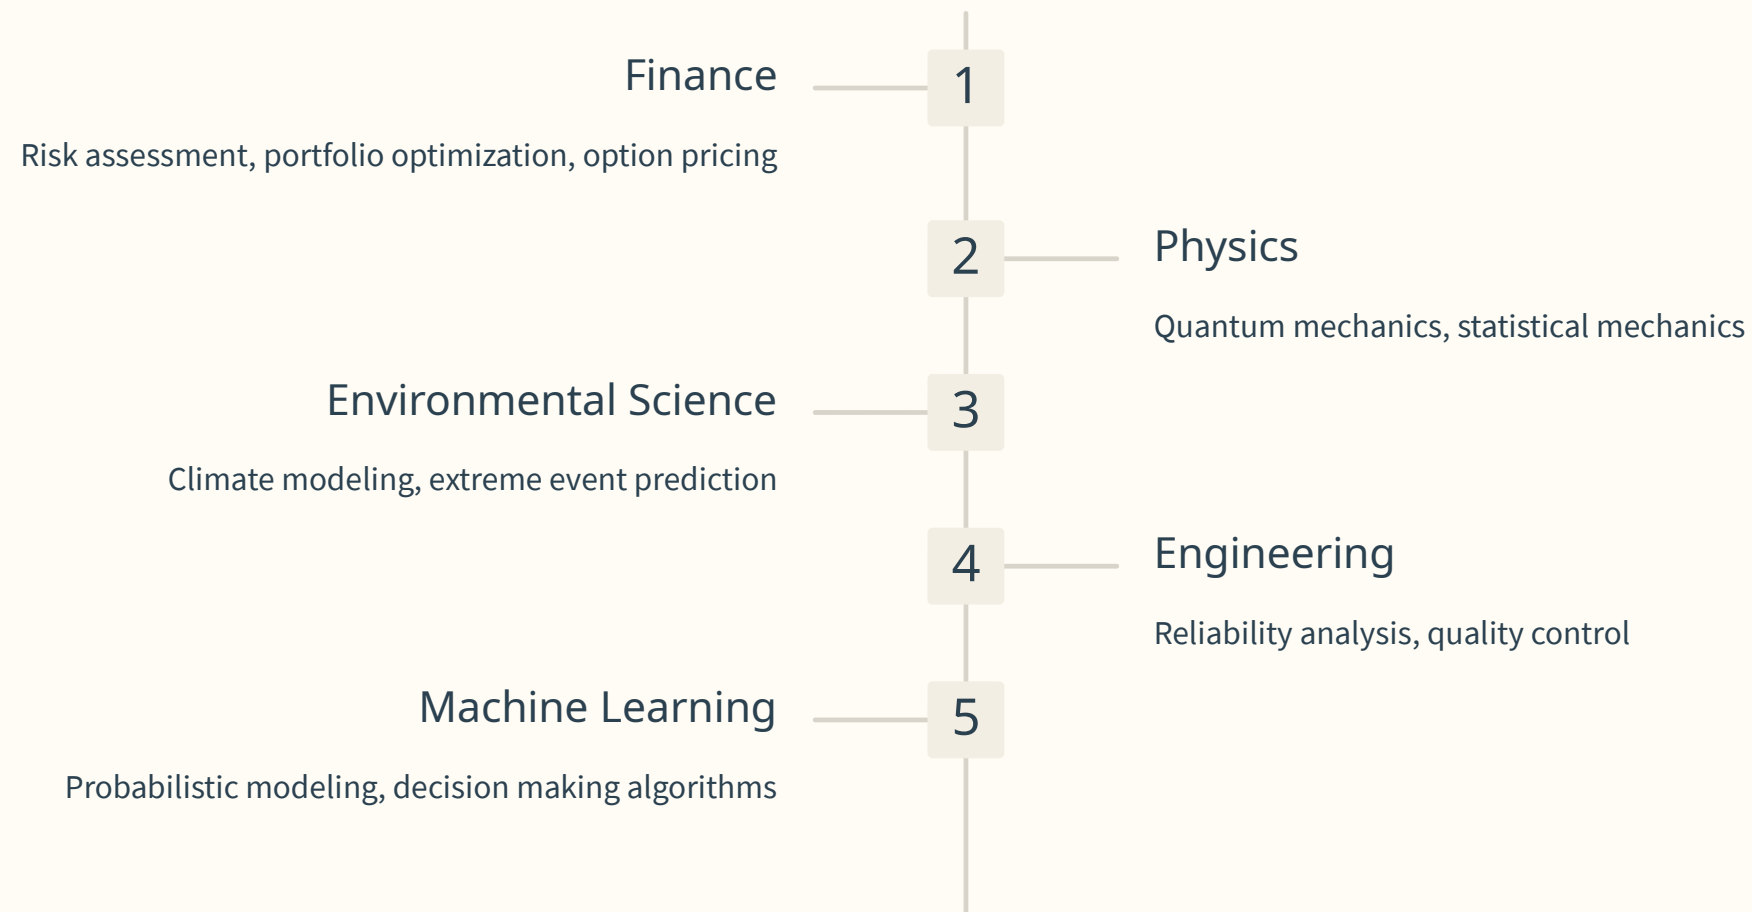 Finance
1
Risk assessment, portfolio optimization, option pricing
2
Physics
Quantum mechanics, statistical mechanics
Environmental Science
3
Climate modeling, extreme event prediction
4
Engineering
Reliability analysis, quality control
Machine Learning
5
Probabilistic modeling, decision making algorithms